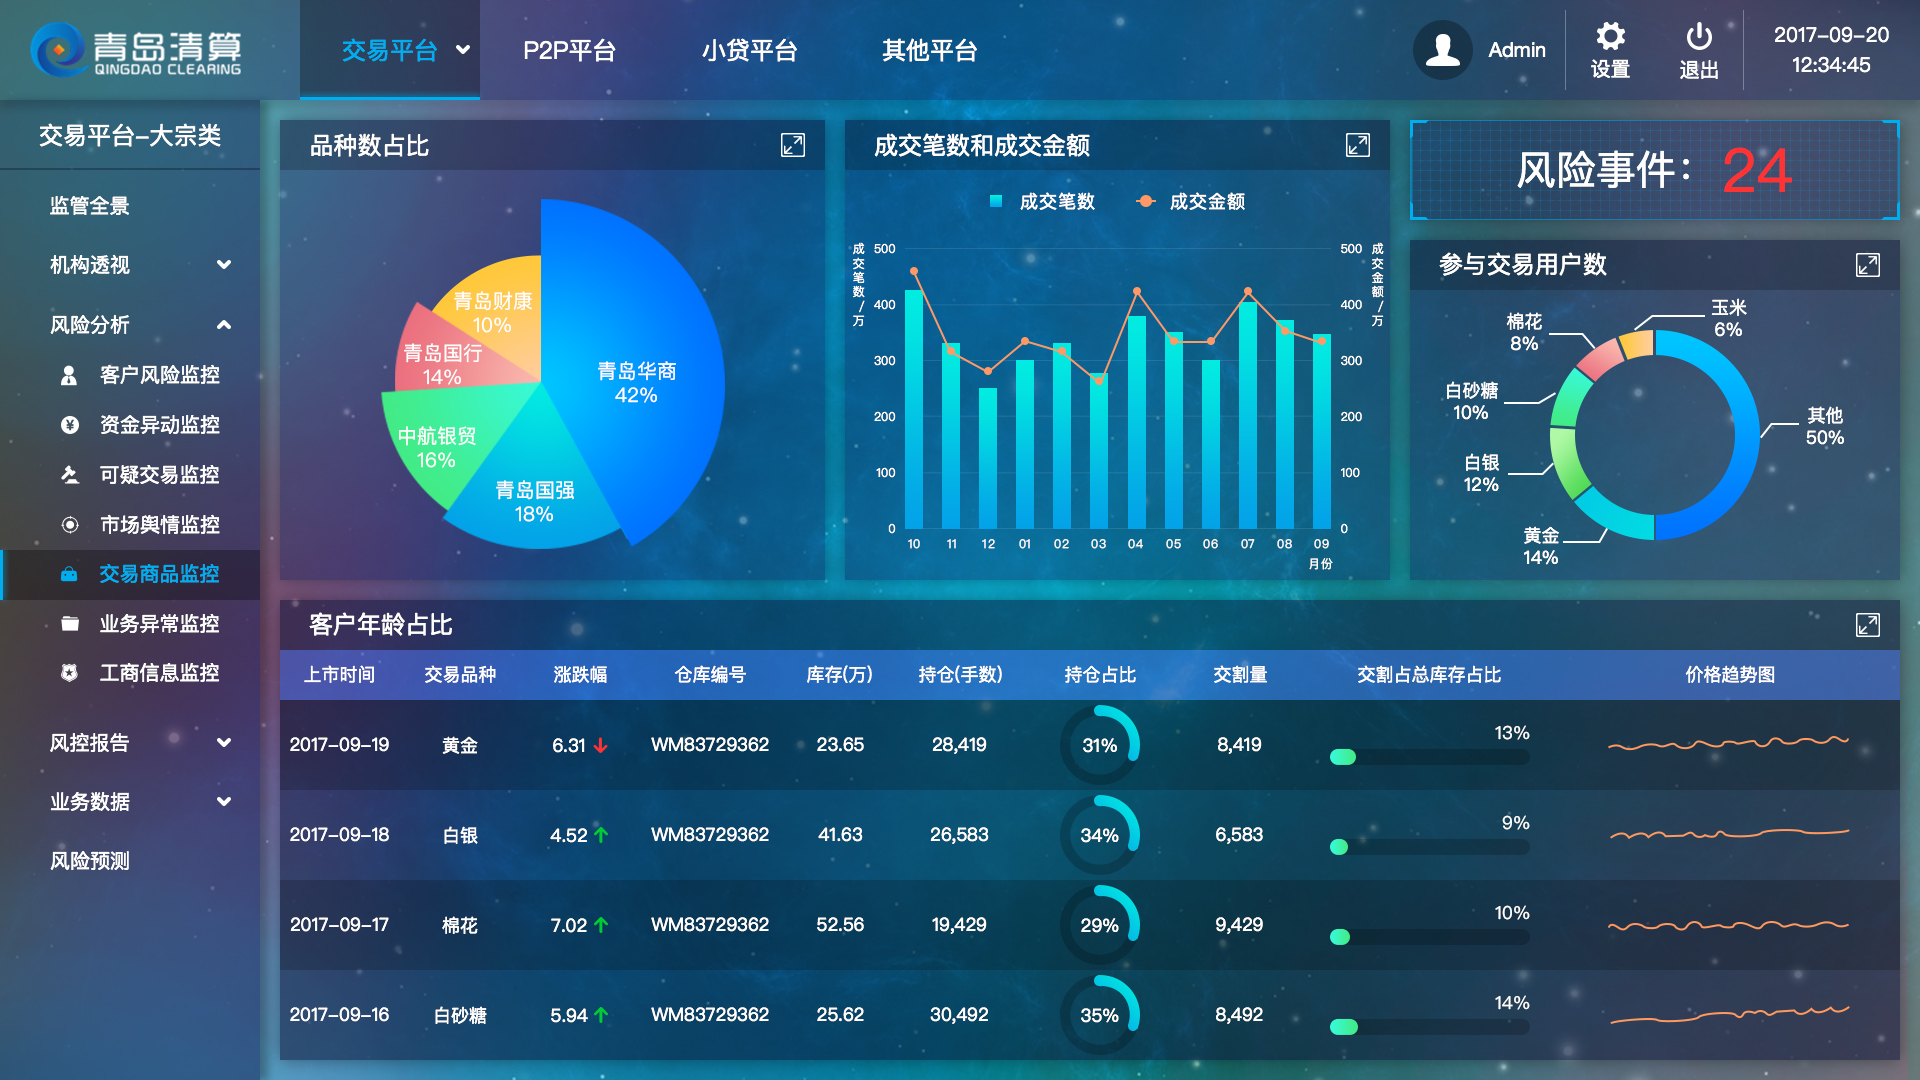 青岛清算
QINGDAO CLEARING
交易平台
P2P平台
小贷平台
其他平台
Admin
设置
退出
2017-09-20
12:34:45
交易平台-大宗类
监管全景
机构透视
风险分析
客户风险监控
资金异动监控
可疑交易监控
市场舆情监控
交易商品监控
业务异常监控
工商信息监控
风控报告
业务数据
风险预测
品种数占比
青岛财康
10%
青岛国行
14%
青岛华商
42%
中航银贸
16%
青岛国强
18%
成交笔数和成交金额
成交笔数 成交金额
成交笔数/万
500
400
300
200
100
0
成交金额/万
500
400
300
200
100
0
10 11 12 01 02 03 04 05 06 07 08 09
月份
风险事件：24
参与交易用户数
玉米
6%
棉花
8%
白砂糖
10%
其他
50%
白银
12%
黄金
14%
客户年龄占比
上市时间 交易品种 涨跌幅 仓库编号 库存(万) 持仓(手数) 持仓占比 交割量 交割占总库存占比 价格趋势图
2017-09-19 黄金 6.31 WM83729362 23.65 28,419 31% 8,419 13%
2017-09-18 白银 4.52 WM83729362 41.63 26,583 34% 6,583 9%
2017-09-17 棉花 7.02 WM83729362 52.56 19,429 29% 9,429 10%
2017-09-16 白砂糖 5.94 WM83729362 25.62 30,492 35% 8,492 14%